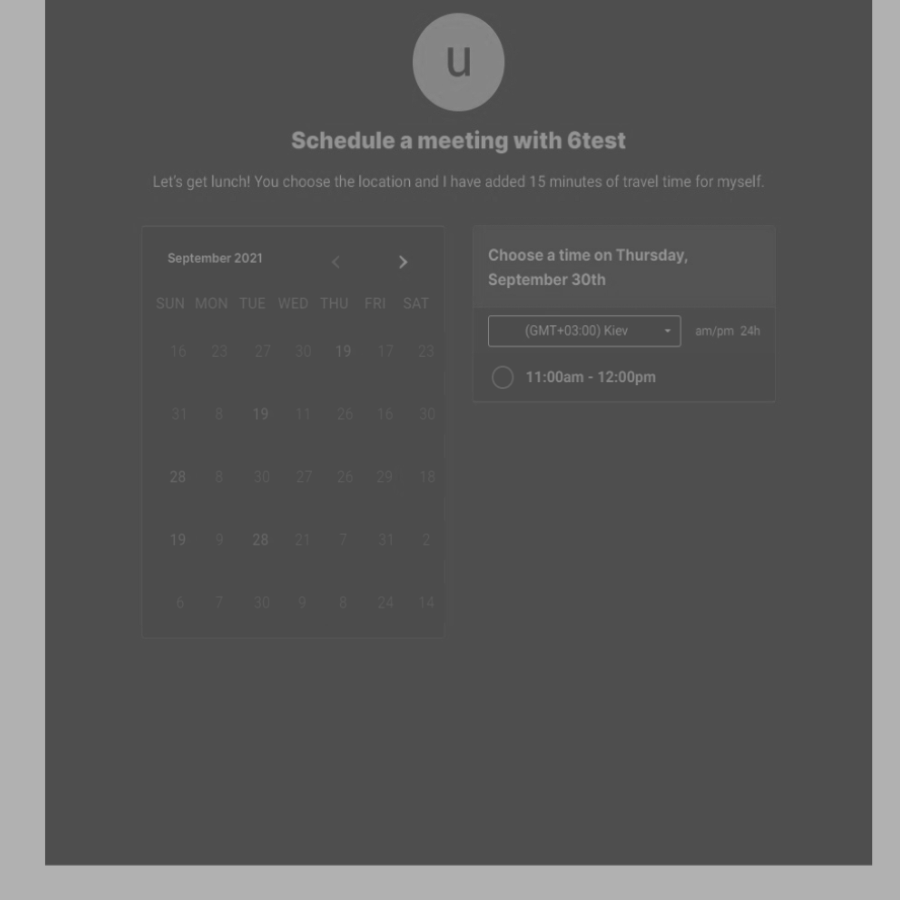 u
Schedule a meeting with 6test
Let's get lunch! You choose the location and I have added 15 minutes of travel time for myself.
September 2021
SUN MON TUE WED THU FRI SAT
16 23 27 30 19 17 23
31 8 19 11 26 16 30
28 8 30 27 26 29 18
19 9 28 21 7 31 2
6 7 30 9 8 24 14
Choose a time on Thursday,
September 30th
(GMT+03:00) Kiev am/pm 24h
11:00am - 12:00pm